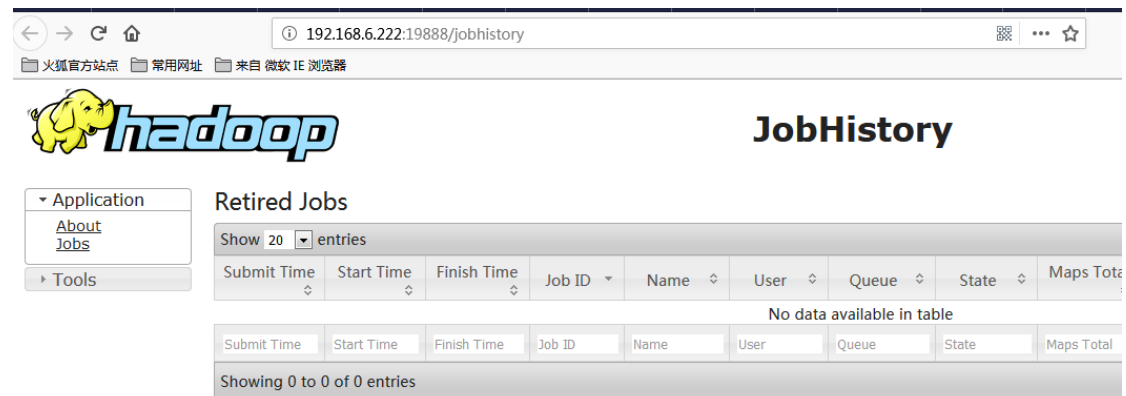 192.168.6.222:19888/jobhistory
火狐官方站点 常用网址 来自 微软 IE 浏览器
hadoop
JobHistory
Application
About
Jobs
Tools
Retired Jobs
Show 20 entries
Submit Time Start Time Finish Time Job ID Name User Queue State Maps Tota
No data available in table
Submit Time Start Time Finish Time Job ID Name User Queue State Maps Total
Showing 0 to 0 of 0 entries